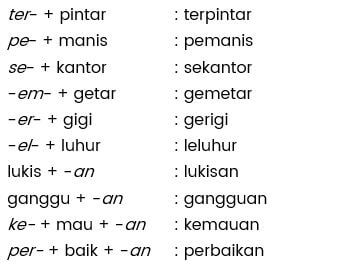 ter– + pintar : terpintar
pe– + manis : pemanis
se– + kantor : sekantor
–em– + getar : gemetar
–er– + gigi : gerigi
–el– + luhur : leluhur
lukis + –an : lukisan
ganggu + –an : gangguan
ke– + mau + –an : kemauan
per– + baik + –an : perbaikan